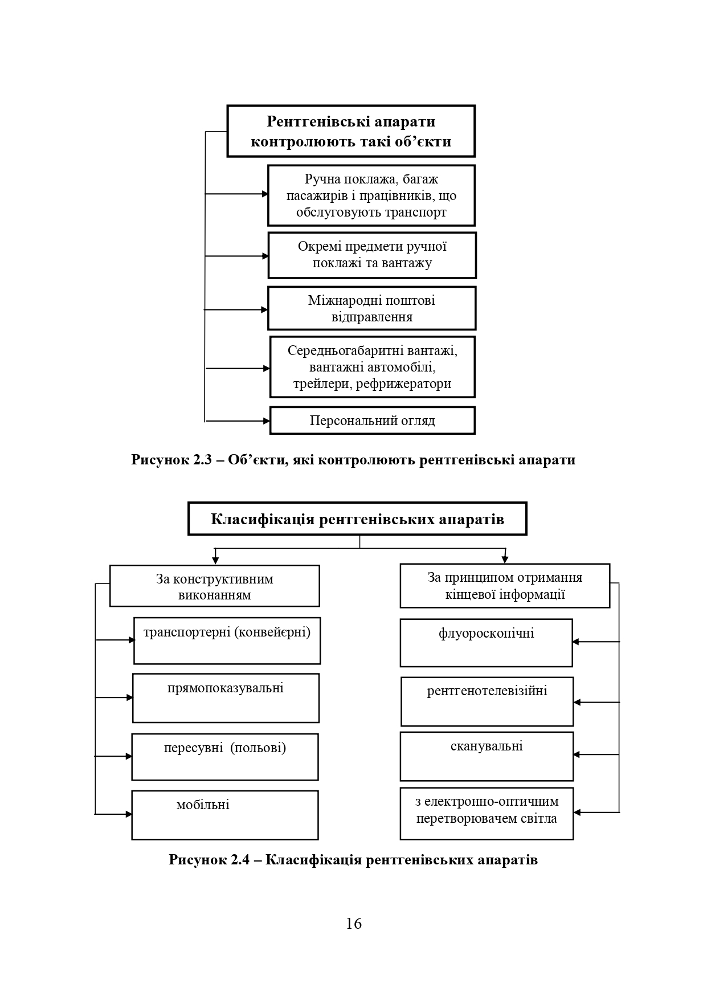 Рентгенівські апарати
контролюють такі об’єкти
Ручна поклажа, багаж
пасажирів і працівників, що
обслуговують транспорт
Окремі предмети ручної
поклажі та вантажу
Міжнародні поштові
відправлення
Середньогабаритні вантажі,
вантажні автомобілі,
трейлери, рефрижератори
Персональний огляд
Рисунок 2.3 – Об’єкти, які контролюють рентгенівські апарати
Класифікація рентгенівських апаратів
За конструктивним
виконанням
транспортерні (конвейєрні)
прямопоказувальні
пересувні  (польові)
мобільні
За принципом отримання
кінцевої інформації
флуороскопічні
рентгенотелевізійні
сканувальні
з електронно-оптичним
перетворювачем світла
Рисунок 2.4 – Класифікація рентгенівських апаратів
16